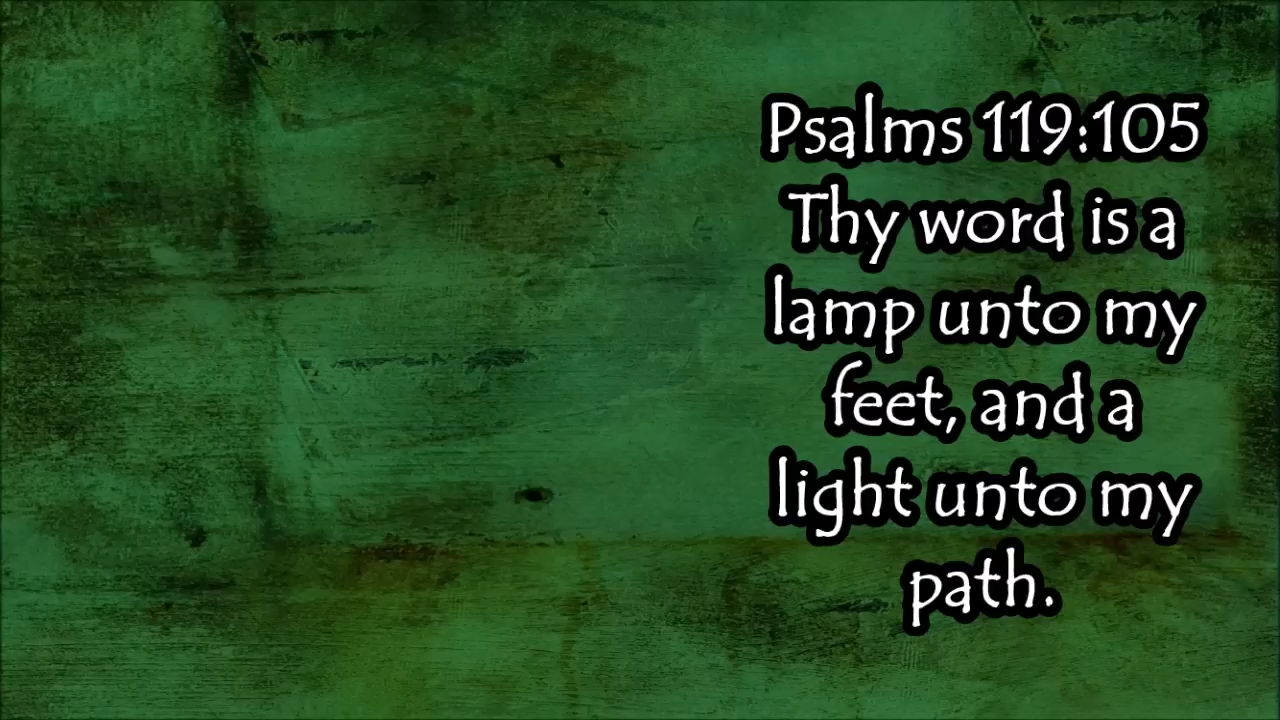 Psalms 119:105
Thy word is a
lamp unto my
feet, and a
light unto my
path.